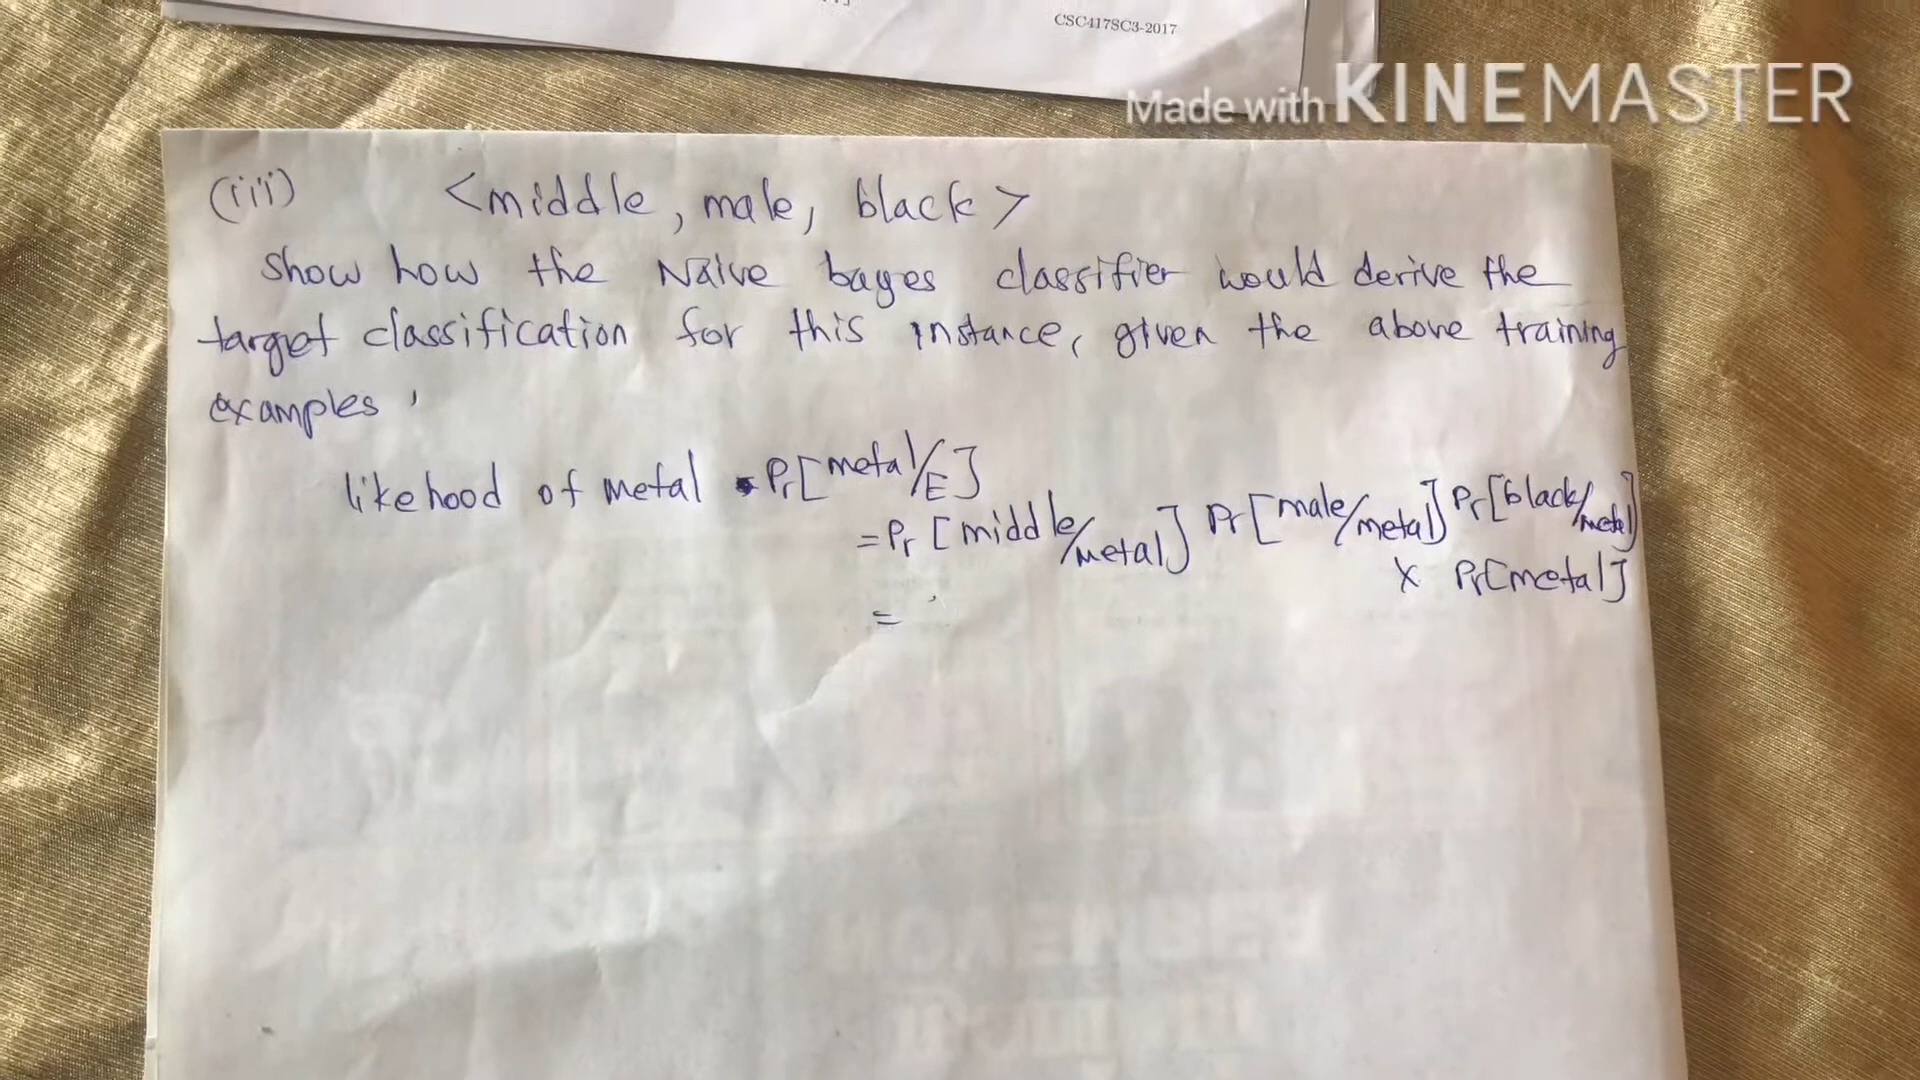 CSC417SC3-2017
Made with KINEMASTER
(iii) <middle, male, black>
show how the Naive bayes classifier would derive the
target classification for this instance, given the above training
examples.
likehood of metal = Pr[metal/E]
= Pr [middle/metal] Pr[male/metal] Pr[black/metal]
x Pr[metal]
=